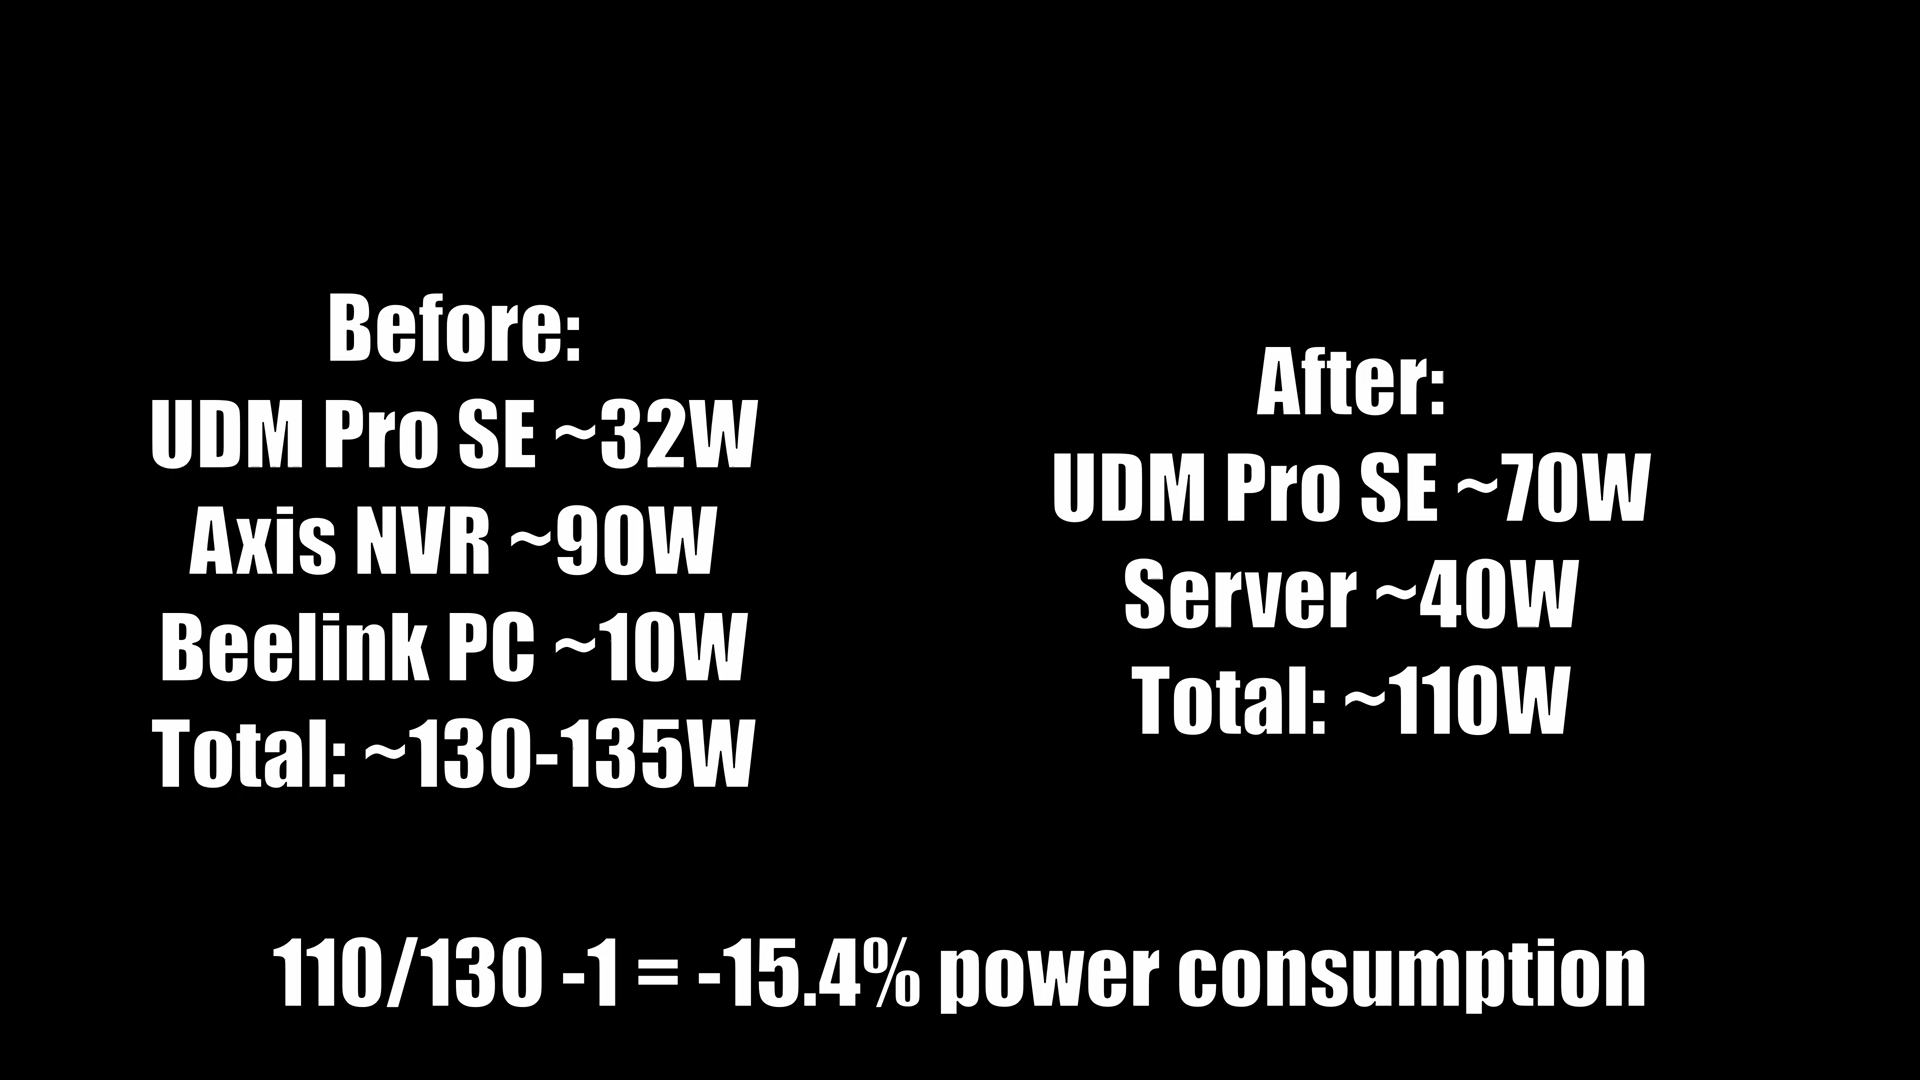 Before:
UDM Pro SE ~32W
Axis NVR ~90W
Beelink PC ~10W
Total: ~130-135W
After:
UDM Pro SE ~70W
Server ~40W
Total: ~110W
110/130 -1 = -15.4% power consumption